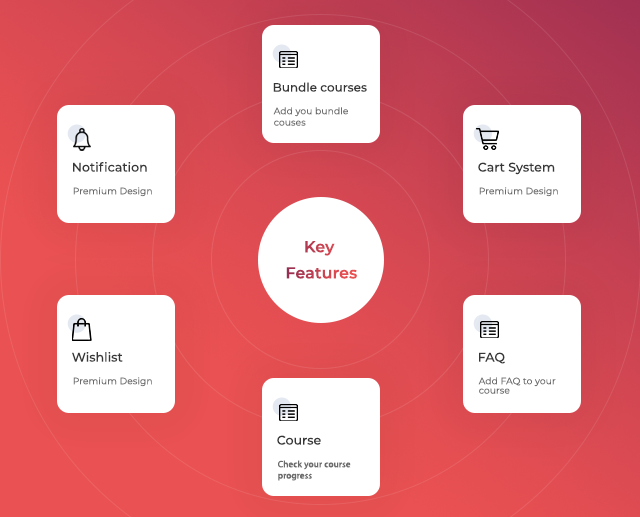 Bundle courses
Add you bundle
couses
Notification
Premium Design
Cart System
Premium Design
Key
Features
Wishlist
Premium Design
FAQ
Add FAQ to your
course
Course
Check your course
progress